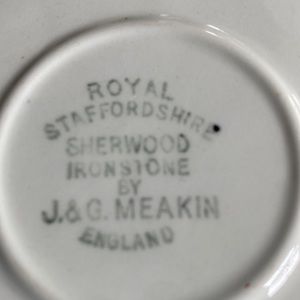 ROYAL
STAFFORDSHIRE
SHERWOOD
IRONSTONE
BY
J.&G. MEAKIN
ENGLAND